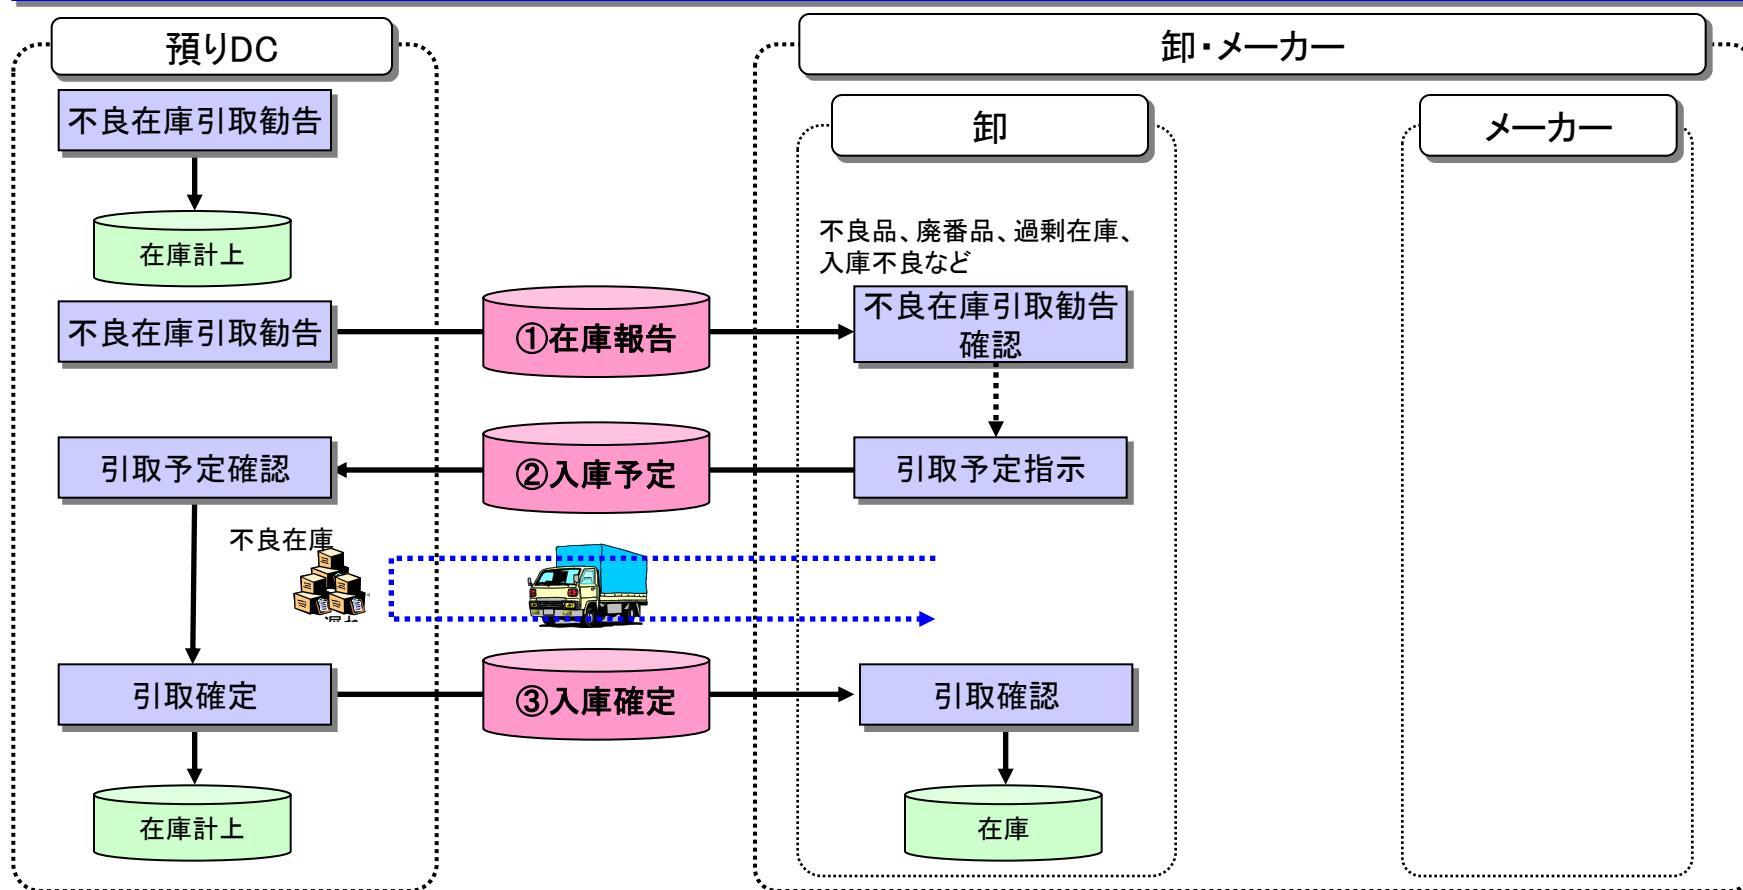 預りDC
卸・メーカー
不良在庫引取勧告
卸
メーカー
在庫計上
不良品、廃番品、過剰在庫、
入庫不良など
不良在庫引取勧告
①在庫報告
不良在庫引取勧告
確認
引取予定確認
②入庫予定
引取予定指示
不良在庫
引取確定
③入庫確定
引取確認
在庫計上
在庫